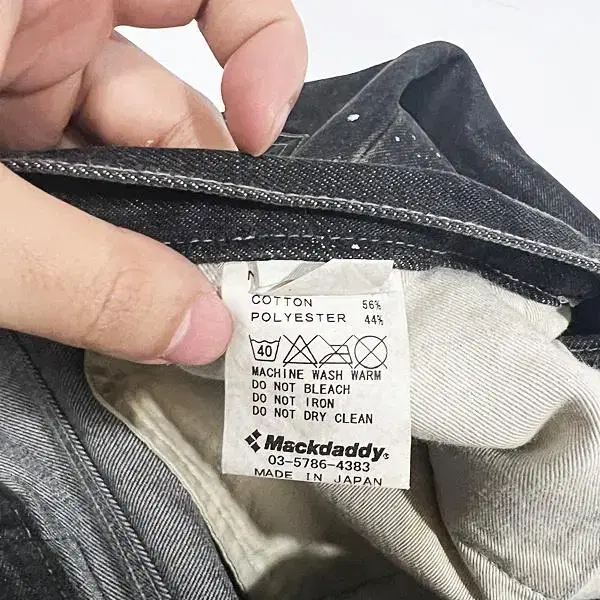 COTTON 56%
POLYESTER 44%
40
MACHINE WASH WARM
DO NOT BLEACH
DO NOT IRON
DO NOT DRY CLEAN
Mackdaddy®
03-5786-4383
MADE IN JAPAN